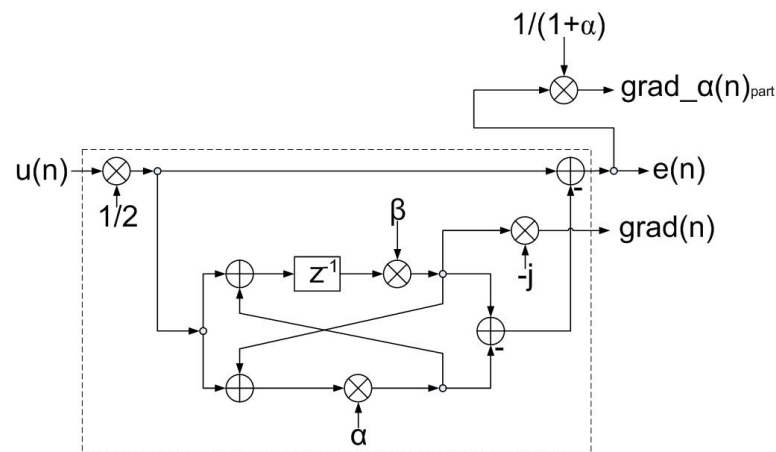 1/(1+α)
grad_α(n)part
u(n)
1/2
-
e(n)
β
grad(n)
z-1
-j
-
α